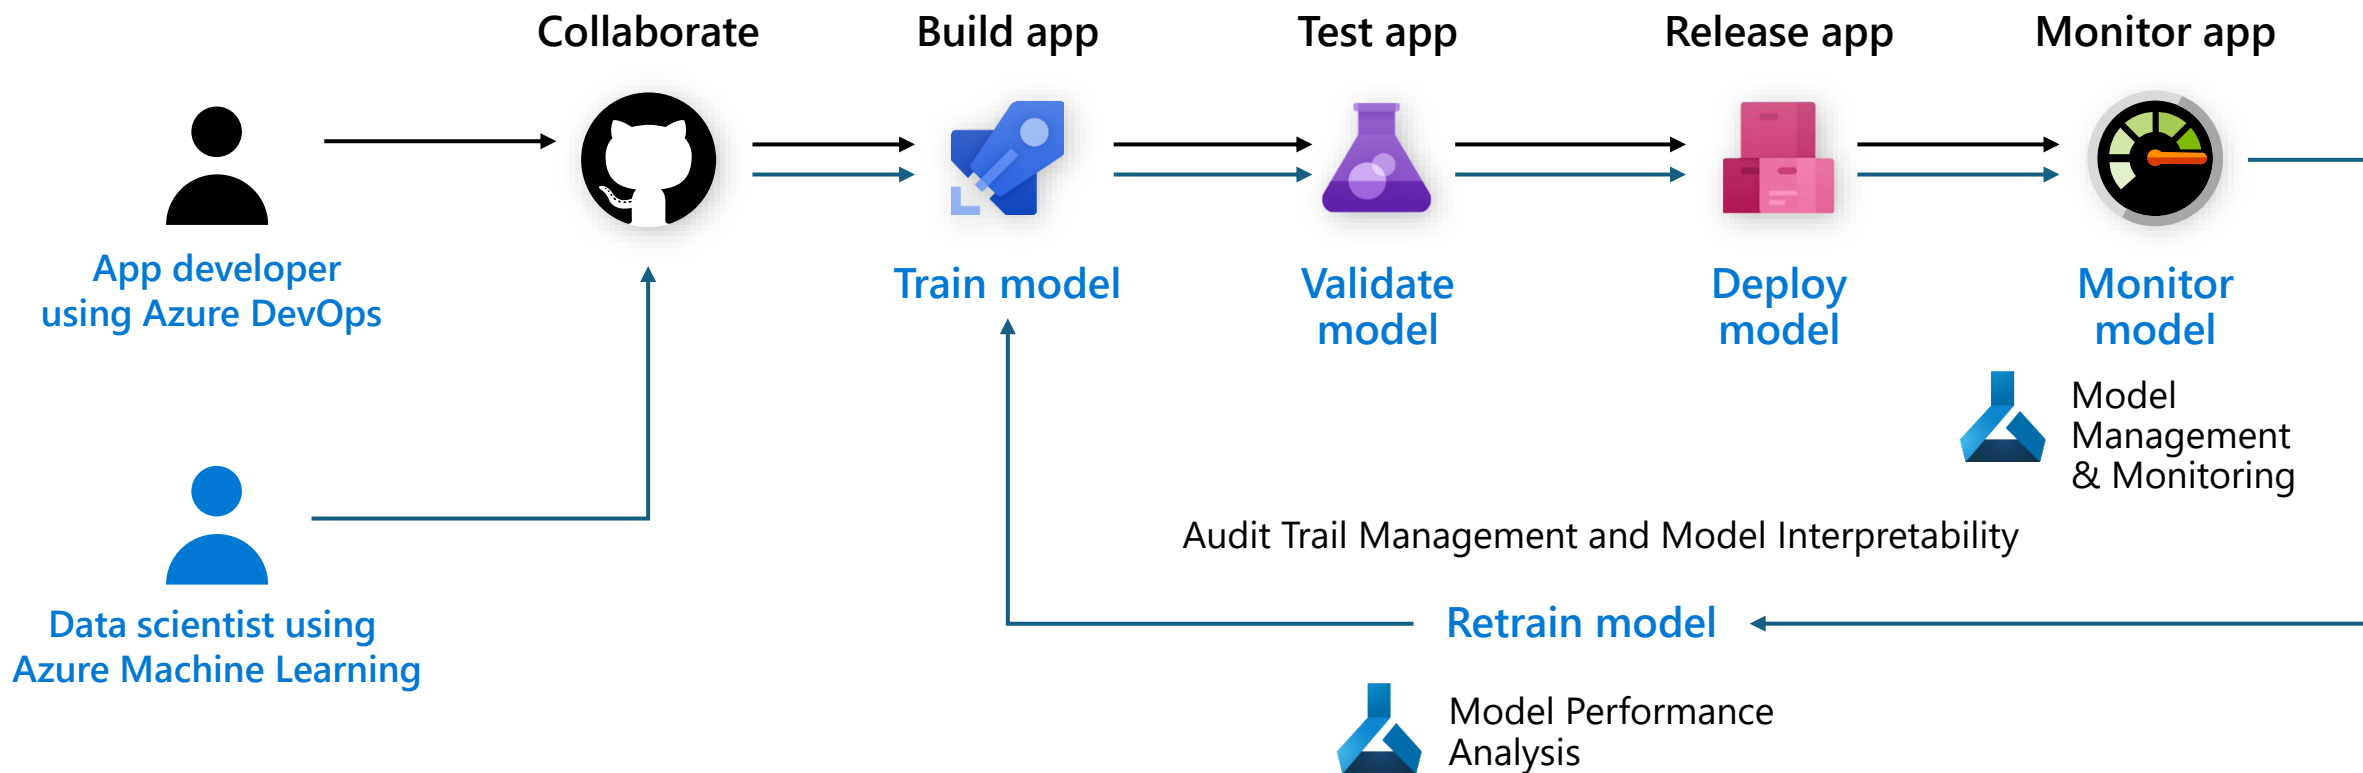 Collaborate
Build app
Test app
Release app
Monitor app
App developer
using Azure DevOps
Train model
Validate
model
Deploy
model
Monitor
model
Model
Management
& Monitoring
Audit Trail Management and Model Interpretability
Data scientist using
Azure Machine Learning
Retrain model
Model Performance
Analysis